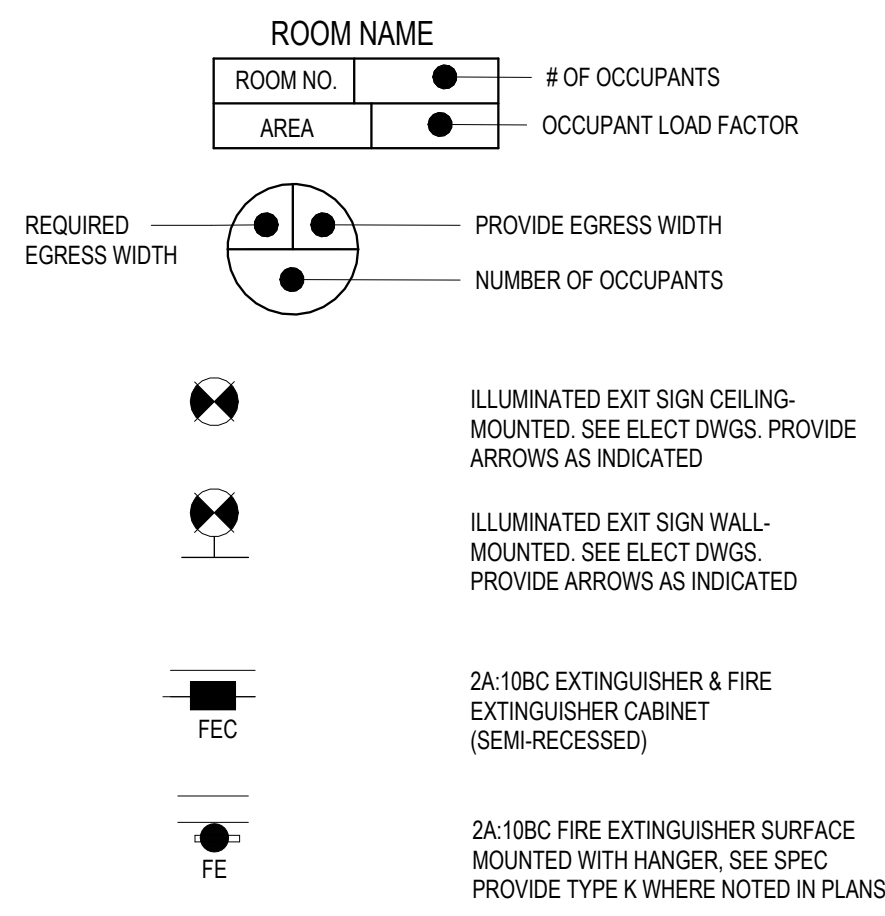 ROOM NAME
ROOM NO.
# OF OCCUPANTS
AREA
OCCUPANT LOAD FACTOR
REQUIRED
EGRESS WIDTH
PROVIDE EGRESS WIDTH
NUMBER OF OCCUPANTS
ILLUMINATED EXIT SIGN CEILING-
MOUNTED. SEE ELECT DWGS. PROVIDE
ARROWS AS INDICATED
ILLUMINATED EXIT SIGN WALL-
MOUNTED. SEE ELECT DWGS.
PROVIDE ARROWS AS INDICATED
FEC
2A:10BC EXTINGUISHER & FIRE
EXTINGUISHER CABINET
(SEMI-RECESSED)
FE
2A:10BC FIRE EXTINGUISHER SURFACE
MOUNTED WITH HANGER, SEE SPEC
PROVIDE TYPE K WHERE NOTED IN PLANS